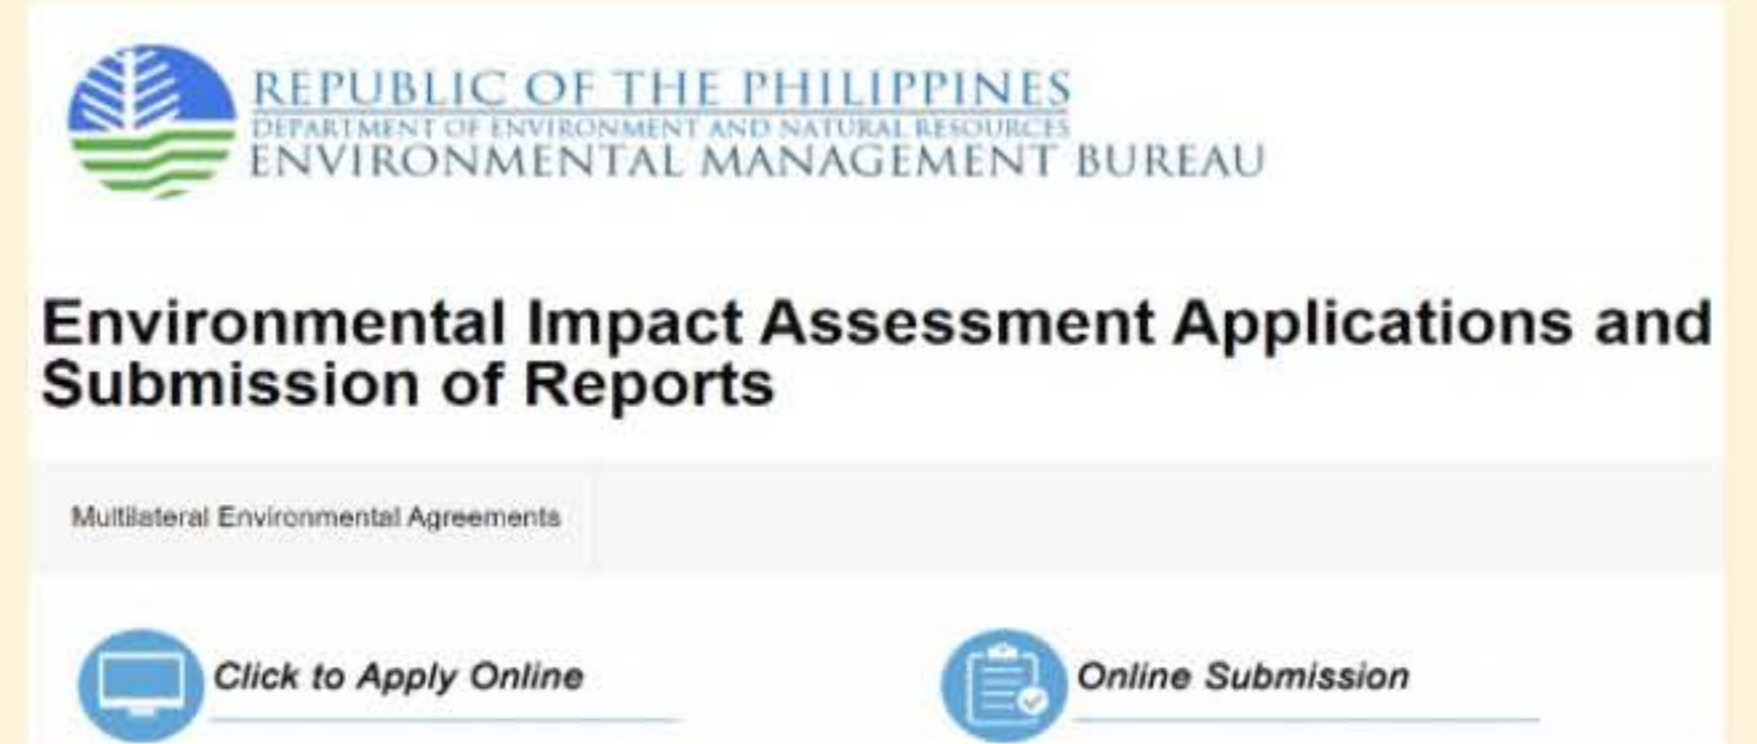 REPUBLIC OF THE PHILIPPINES
DEPARTMENT OF ENVIRONMENT AND NATURAL RESOURCES
ENVIRONMENTAL MANAGEMENT BUREAU
Environmental Impact Assessment Applications and
Submission of Reports
Multilateral Environmental Agreements
Click to Apply Online
Online Submission